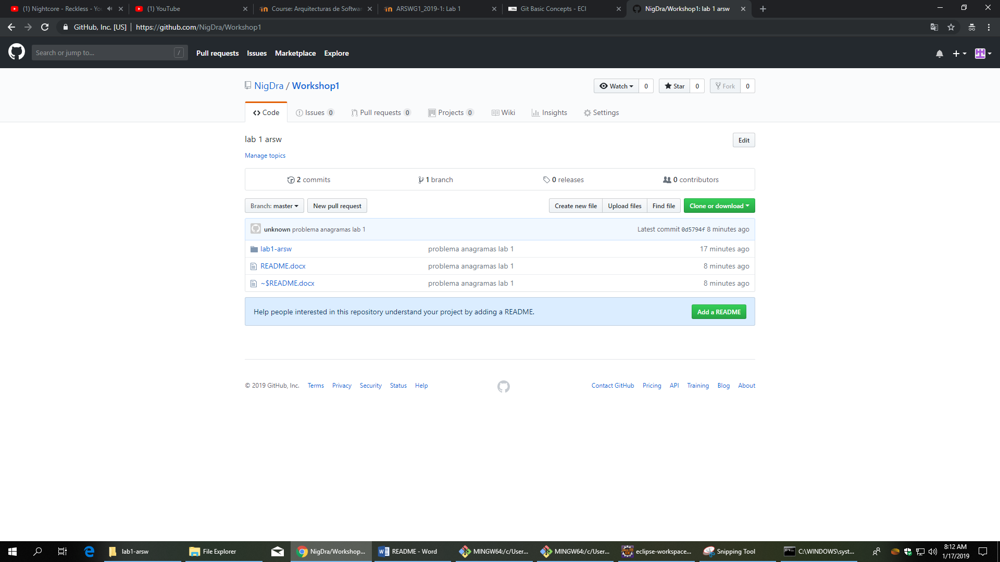 (1) Nightcore - Reckless - Yo
(1) YouTube
Course: Arquitecturas de Softwar
ARSWG1_2019-1: Lab 1
Git Basic Concepts - ECI
NigDra/Workshop1: lab 1 arsw
GitHub, Inc. [US] | https://github.com/NigDra/Workshop1
Search or jump to... /
Pull requests Issues Marketplace Explore
NigDra / Workshop1
Watch 0 Star 0 Fork 0
Code Issues 0 Pull requests 0 Projects 0 Wiki Insights Settings
lab 1 arsw
Edit
Manage topics
2 commits 1 branch 0 releases 0 contributors
Branch: master New pull request Create new file Upload files Find file Clone or download
unknown problema anagramas lab 1 Latest commit 0d5794f 8 minutes ago
lab1-arsw problema anagramas lab 1 17 minutes ago
README.docx problema anagramas lab 1 8 minutes ago
~$README.docx problema anagramas lab 1 8 minutes ago
Help people interested in this repository understand your project by adding a README. Add a README
© 2019 GitHub, Inc. Terms Privacy Security Status Help Contact GitHub Pricing API Training Blog About
lab1-arsw
File Explorer
NigDra/Workshop...
README - Word
MINGW64:/c/User...
MINGW64:/c/User...
eclipse-workspace...
Snipping Tool
C:\WINDOWS\syst...
8:12 AM
1/17/2019